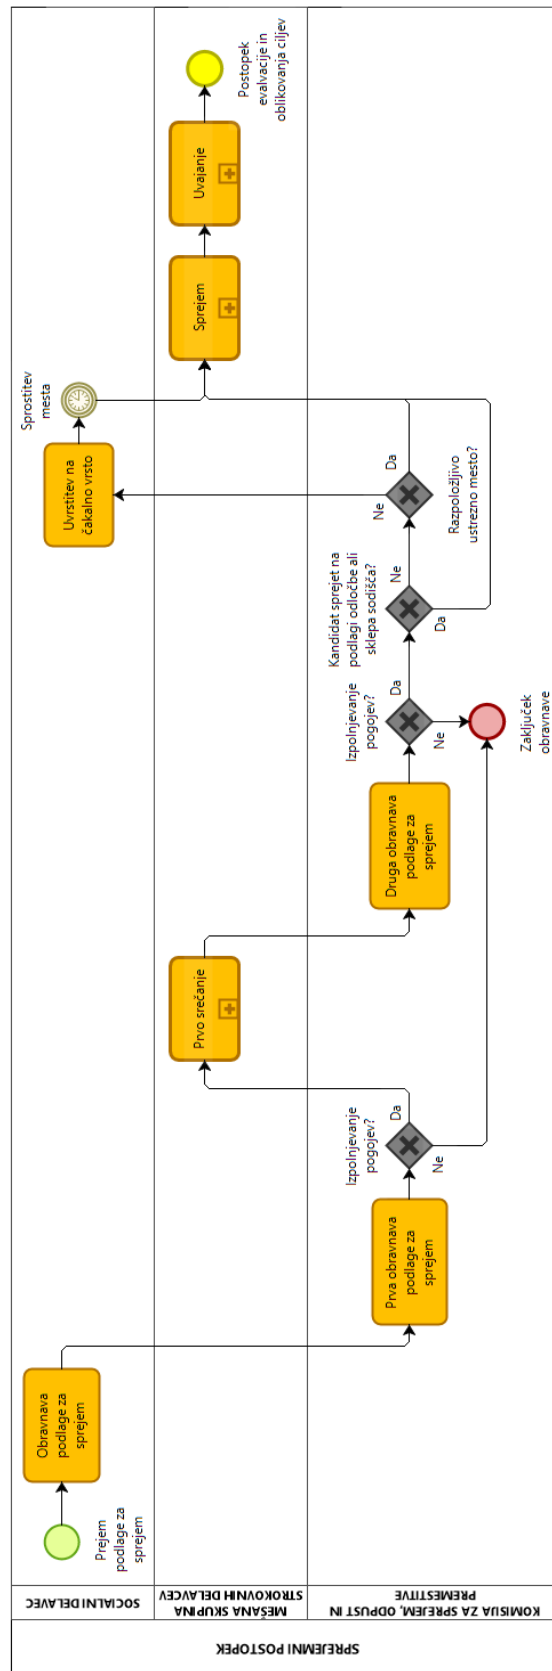 SPREJEMNI POSTOPEK
SOCIALNI DELAVEC
MEŠANA SKUPINA
STROKOVNIH DELAVCEV
KOMISIJA ZA SPREJEM, ODPUST IN
PREMESTITVE
Prejem
podlage za
sprejem
Obravnava
podlage za
sprejem
Prva obravnava
podlage za
sprejem
Izpolnjevanje
pogojev?
Da
Ne
Prvo srečanje
Druga obravnava
podlage za
sprejem
Izpolnjevanje
pogojev?
Da
Ne
Zaključek
obravnave
Kandidat sprejet na
podlagi odločbe ali
sklepa sodišča?
Ne
Da
Razpoložljivo
ustrezno mesto?
Ne
Da
Uvrstitev na
čakalno vrsto
Sprostitev
mesta
Sprejem
Uvajanje
Postopek
evalvacije in
oblikovanja ciljev